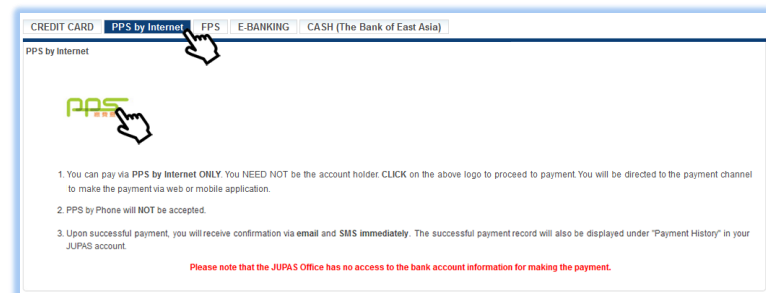 CREDIT CARD PPS by Internet FPS E-BANKING CASH (The Bank of East Asia)
PPS by Internet
PPS
1. You can pay via PPS by Internet ONLY. You NEED NOT be the account holder. CLICK on the above logo to proceed to payment. You will be directed to the payment channel
to make the payment via web or mobile application.
2. PPS by Phone will NOT be accepted.
3. Upon successful payment, you will receive confirmation via email and SMS immediately. The successful payment record will also be displayed under "Payment History" in your
JUPAS account.
Please note that the JUPAS Office has no access to the bank account information for making the payment.